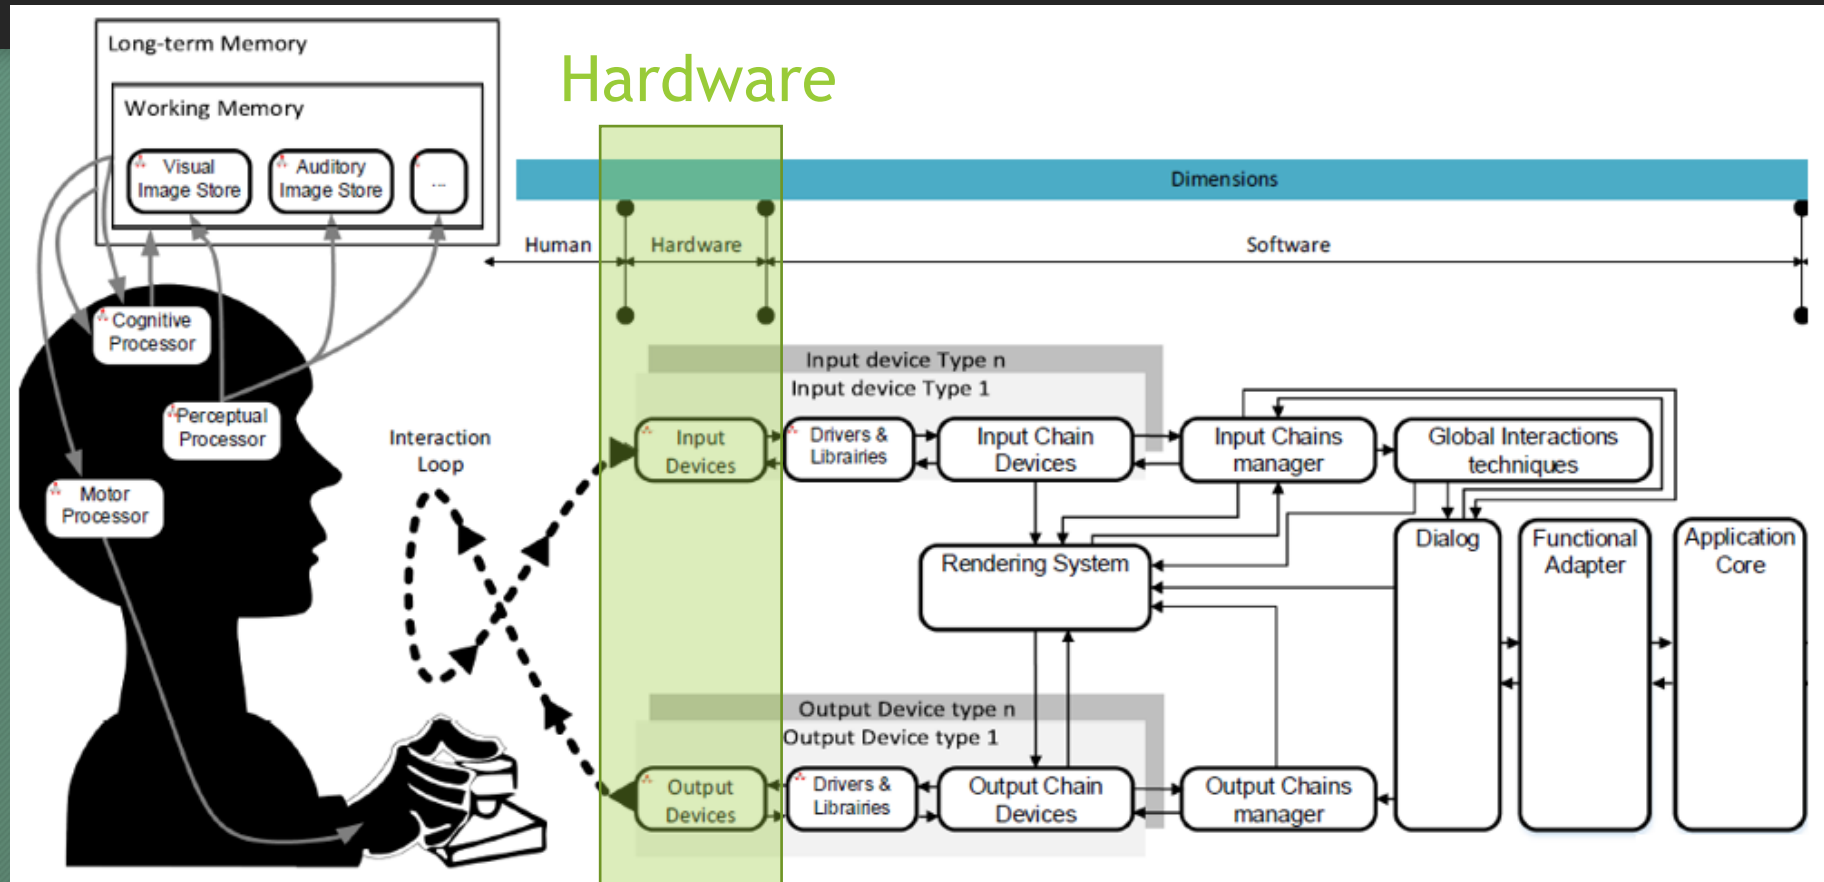 Hardware
Long-term Memory
Working Memory
Visual
Image Store
Auditory
Image Store
...
Dimensions
Human
Hardware
Software
Cognitive
Processor
Perceptual
Processor
Motor
Processor
Interaction
Loop
Input device Type n
Input device Type 1
Input
Devices
Drivers &
Librairies
Input Chain
Devices
Input Chains
manager
Global Interactions
techniques
Rendering System
Dialog
Functional
Adapter
Application
Core
Output Device type n
Output Device type 1
Output
Devices
Drivers &
Librairies
Output Chain
Devices
Output Chains
manager